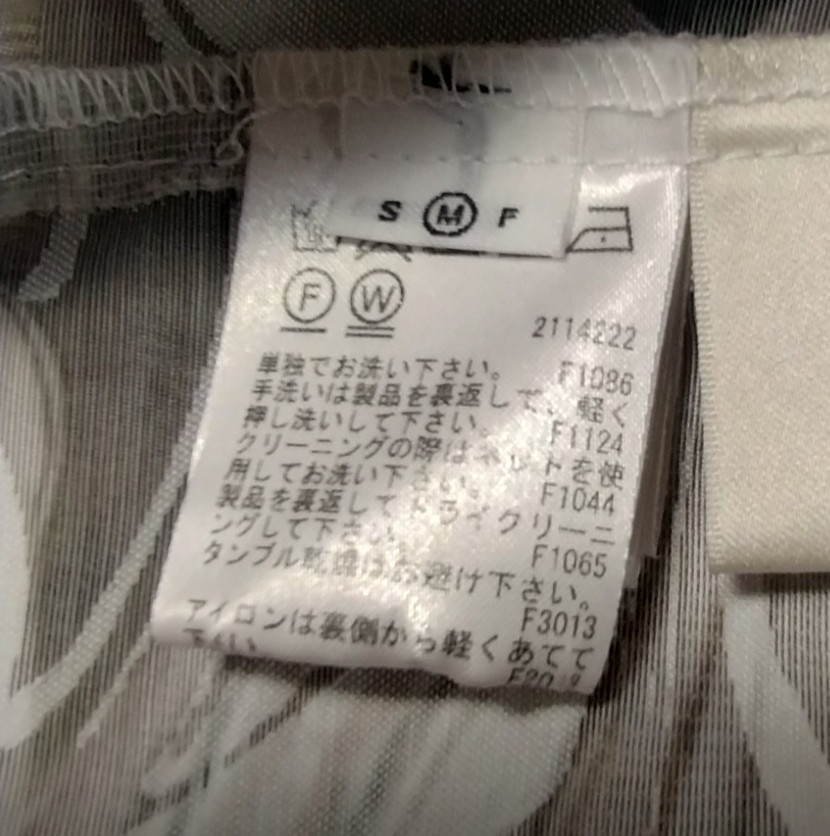 S M F
F W
2114222
単独でお洗い下さい。
F1086
手洗いは製品を裏返して、軽く
押し洗いして下さい。
F1124
クリーニングの際はネットを使
用してお洗い下さい。
F1044
製品を裏返してドライクリーニ
ングして下さい。
F1065
タンブル乾燥はお避け下さい。
F3013
アイロンは裏側から軽くあてて
下さい